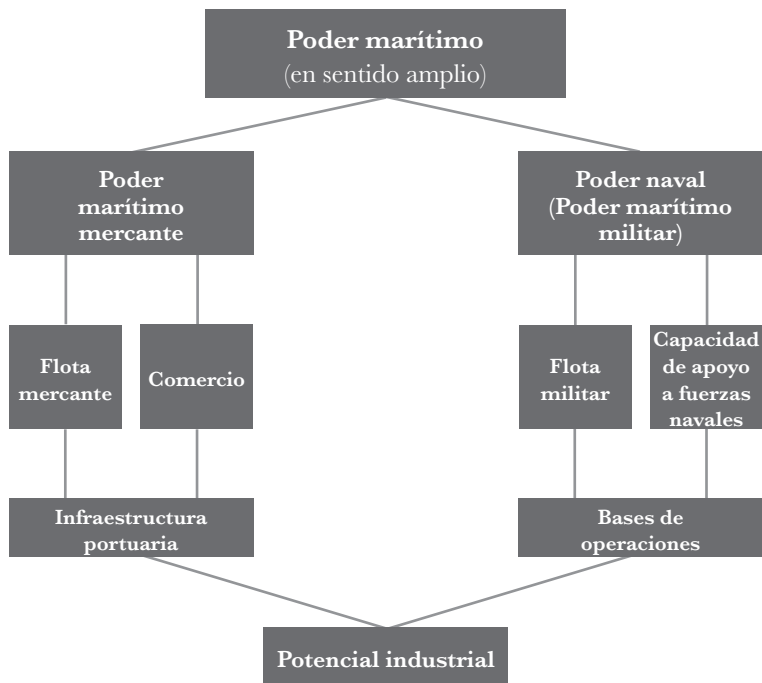 Poder marítimo
(en sentido amplio)
Poder
marítimo
mercante
Poder naval
(Poder marítimo
militar)
Flota
mercante
Comercio
Flota
militar
Capacidad
de apoyo
a fuerzas
navales
Infraestructura
portuaria
Bases de
operaciones
Potencial industrial